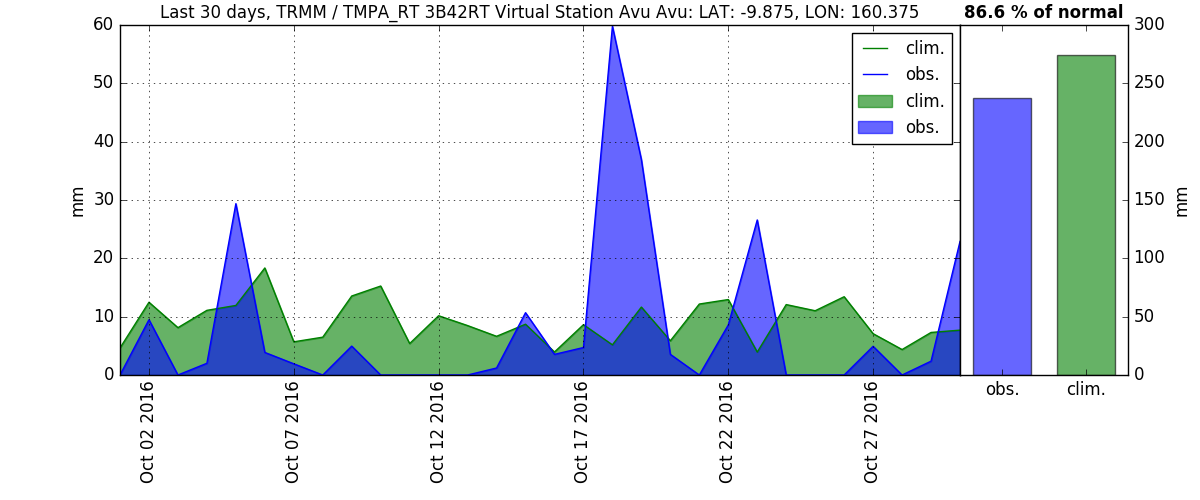 Last 30 days, TRMM / TMPA_RT 3B42RT Virtual Station Avu Avu: LAT: -9.875, LON: 160.375
86.6 % of normal
60
50
40
30
20
10
0
mm
clim.
obs.
clim.
obs.
Oct 02 2016
Oct 07 2016
Oct 12 2016
Oct 17 2016
Oct 22 2016
Oct 27 2016
300
250
200
150
100
50
0
mm
obs.
clim.